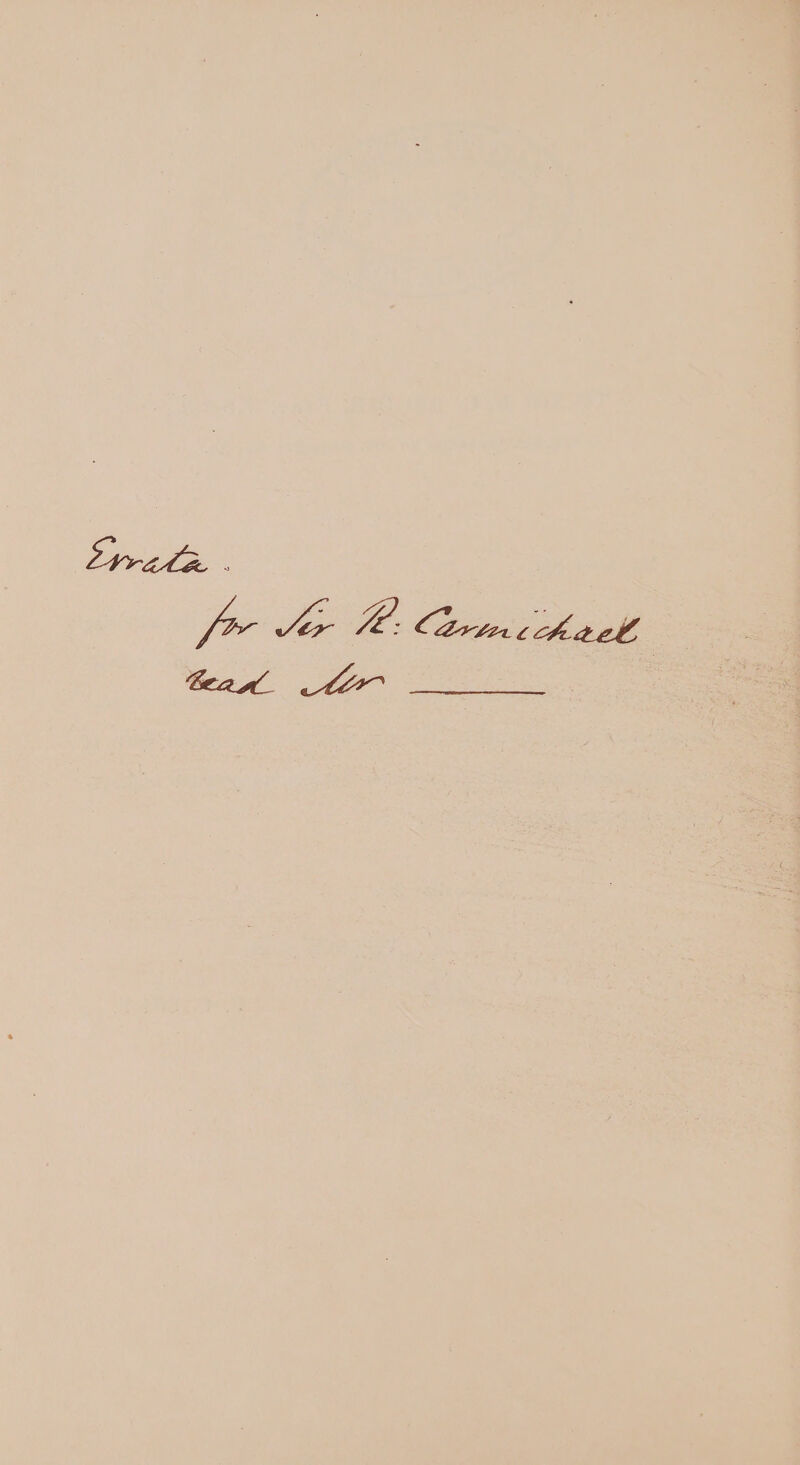 Errata.
for Sir R: Carmichael
Read Mr ———